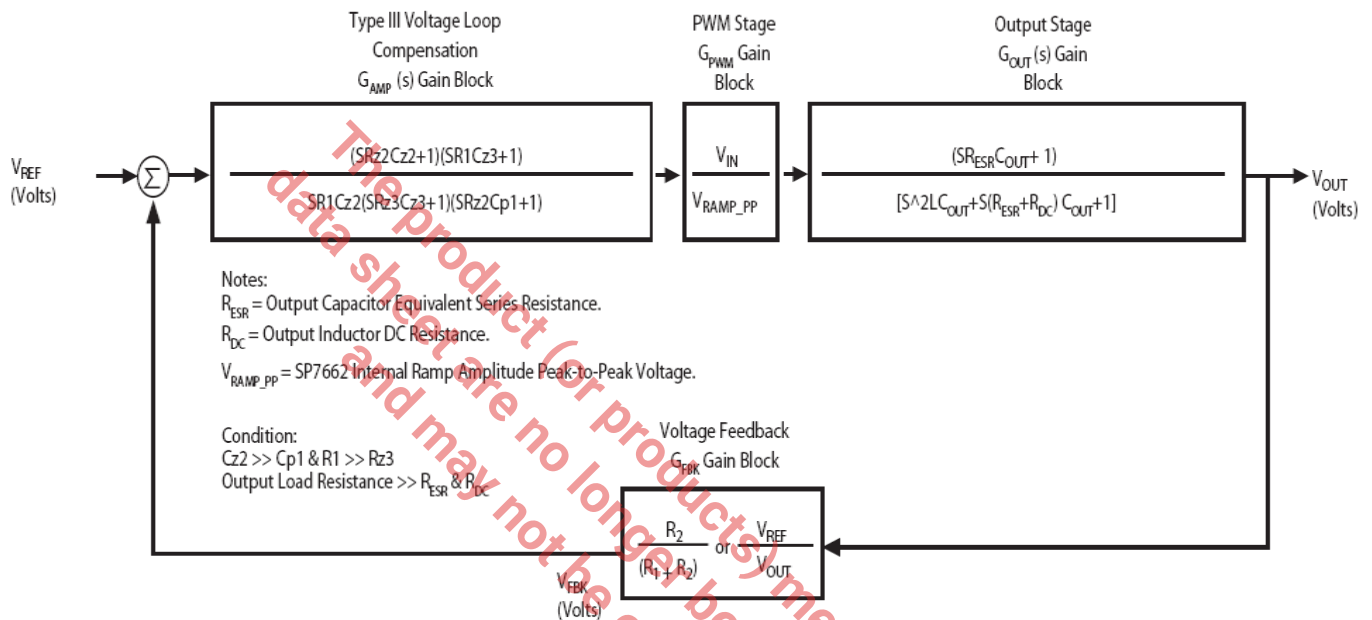 Type III Voltage Loop
Compensation
G_AMP (s) Gain Block
PWM Stage
G_PWM Gain
Block
Output Stage
G_OUT (s) Gain
Block
V_REF
(Volts)
Σ
(SRz2Cz2+1)(SR1Cz3+1)
SR1Cz2(SRz3Cz3+1)(SRz2Cp1+1)
V_IN
V_RAMP_PP
(SR_ESR C_OUT+ 1)
[S^2LC_OUT+S(R_ESR+R_DC) C_OUT+1]
V_OUT
(Volts)
Notes:
R_ESR = Output Capacitor Equivalent Series Resistance.
R_DC = Output Inductor DC Resistance.
V_RAMP_PP = SP7662 Internal Ramp Amplitude Peak-to-Peak Voltage.
Condition:
Cz2 >> Cp1 & R1 >> Rz3
Output Load Resistance >> R_ESR & R_DC
Voltage Feedback
G_FBK Gain Block
R_2
(R_1 + R_2)
or
V_REF
V_OUT
V_FBK
(Volts)
The product (or products) me
data sheet are no longer be
and may not be